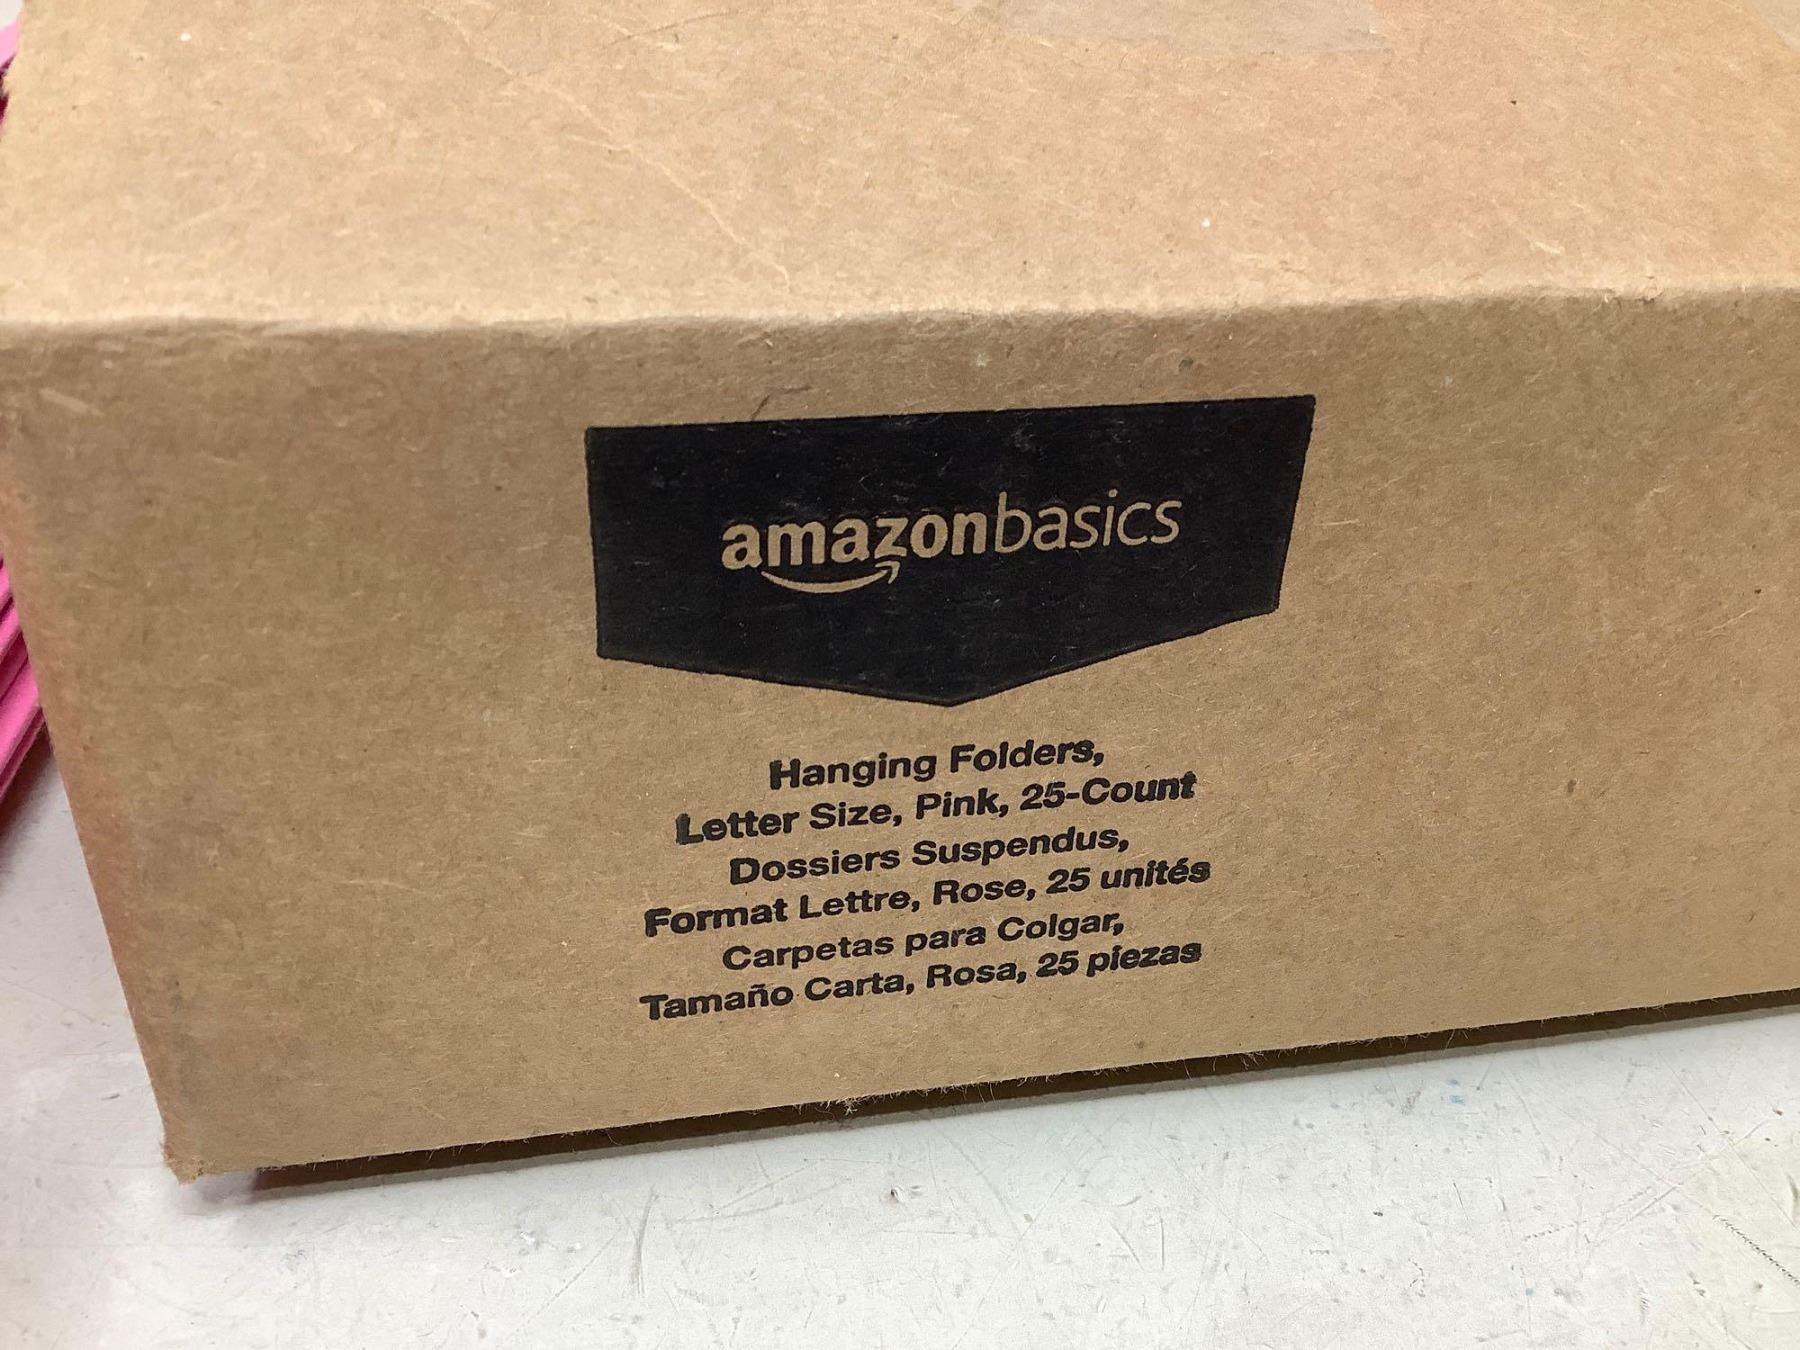 amazonbasics
Hanging Folders,
Letter Size, Pink, 25-Count
Dossiers Suspendus,
Format Lettre, Rose, 25 unités
Carpetas para Colgar,
Tamaño Carta, Rosa, 25 piezas